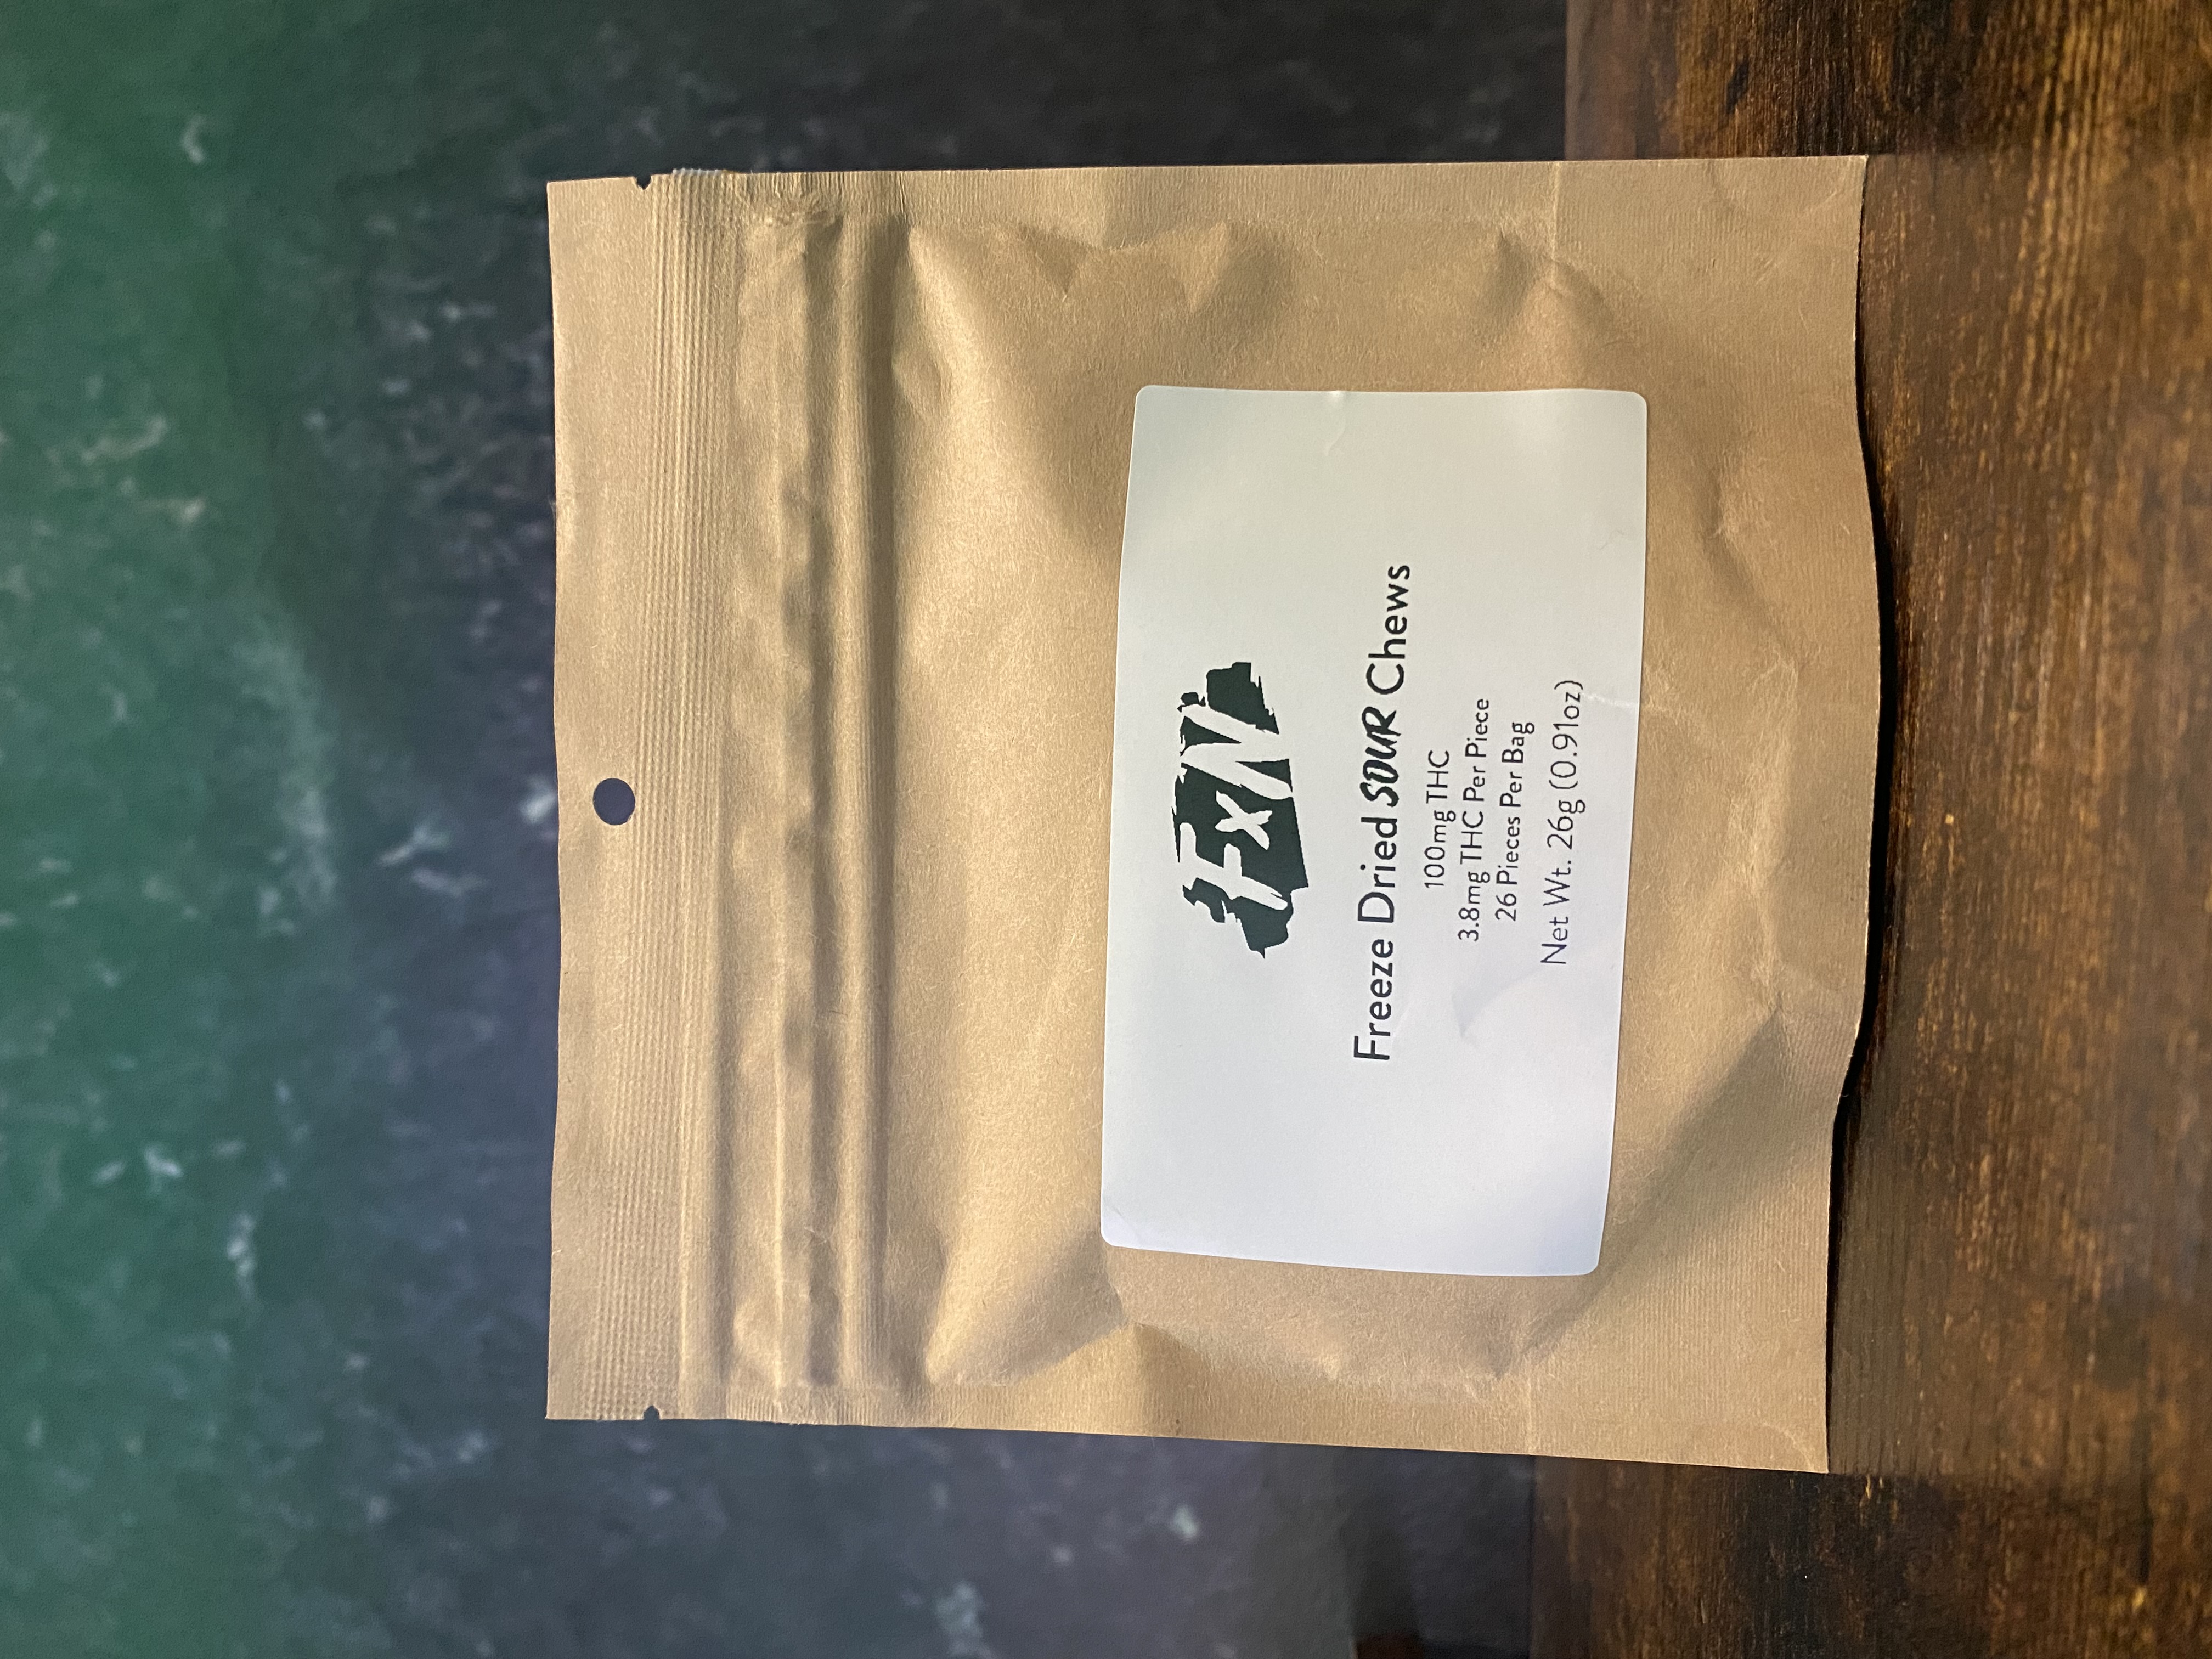 FXW
Freeze Dried SOUR Chews
100mg THC
3.8mg THC Per Piece
26 Pieces Per Bag
Net Wt. 26g (0.91oz)